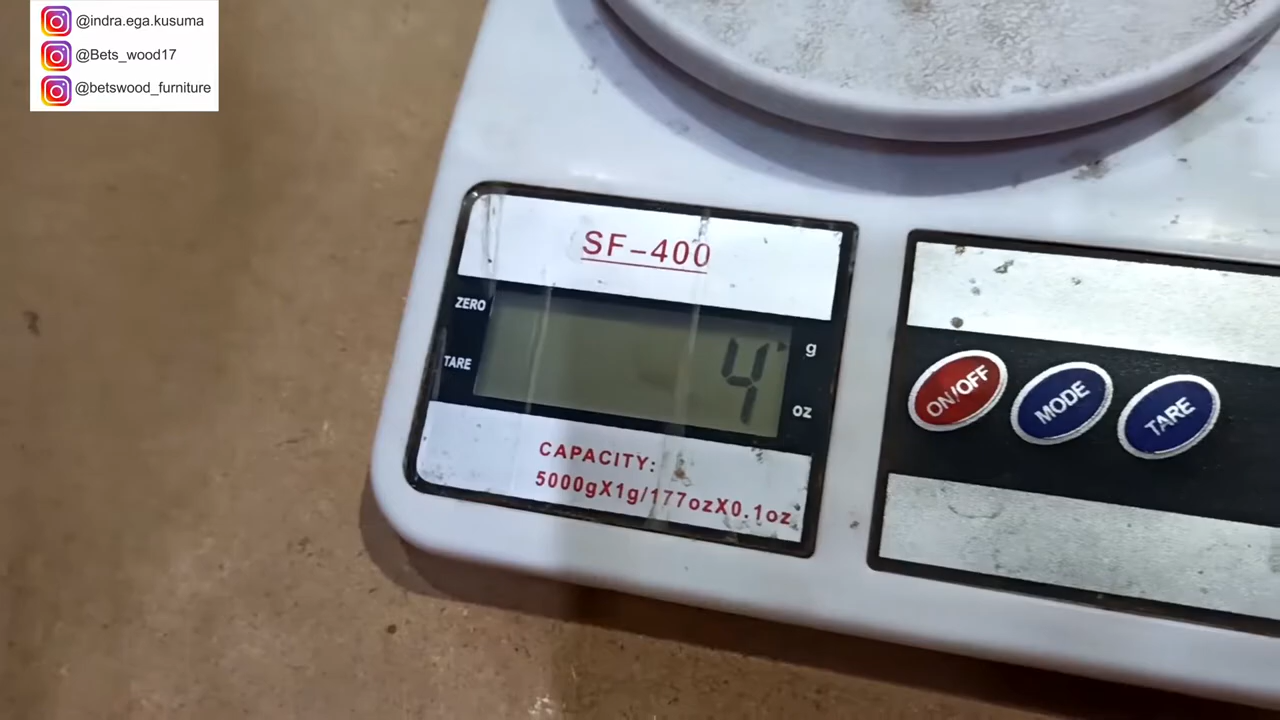 @indra.ega.kusuma
@Bets_wood17
@betswood_furniture
SF-400
ZERO
TARE
4
g
oz
CAPACITY:
5000gX1g/177ozX0.1oz
ON/OFF
MODE
TARE